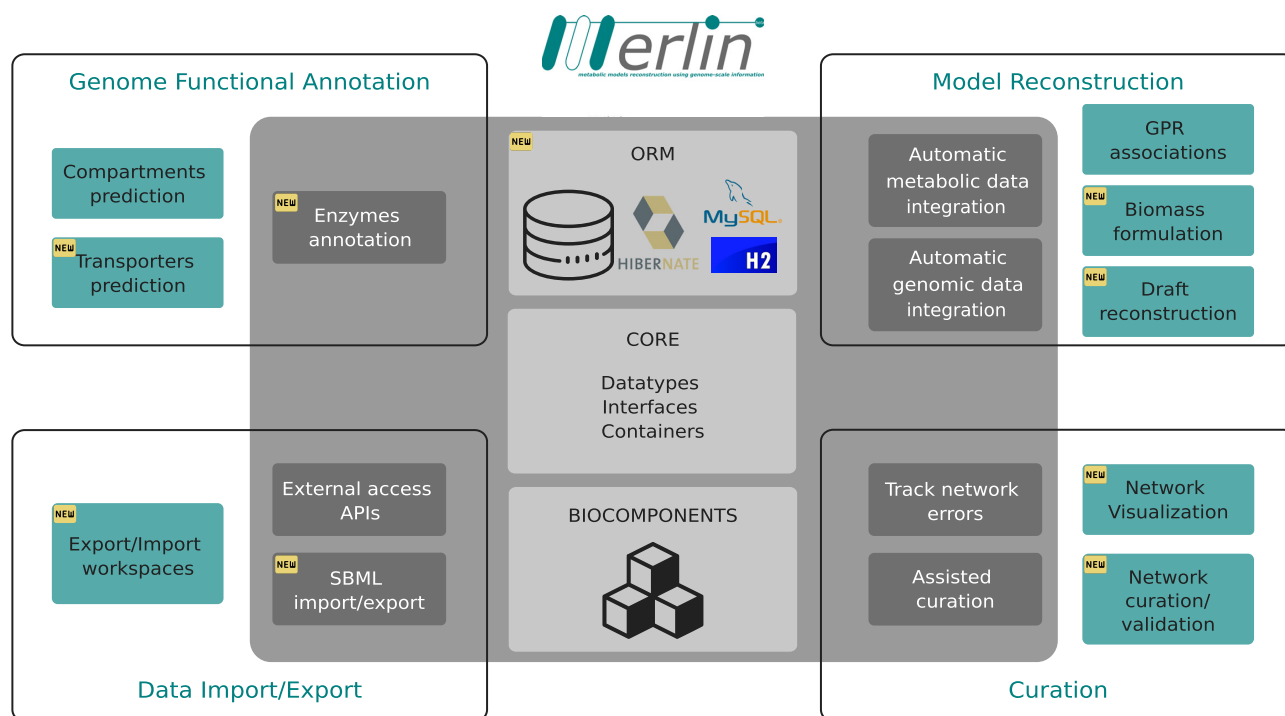 Merlin
metabolic models reconstruction using genome-scale information
Genome Functional Annotation
Compartments
prediction
NEW
Transporters
prediction
NEW
Enzymes
annotation
NEW
ORM
HIBERNATE
MySQL
H2
CORE
Datatypes
Interfaces
Containers
BIOCOMPONENTS
Model Reconstruction
Automatic
metabolic data
integration
Automatic
genomic data
integration
GPR
associations
NEW
Biomass
formulation
NEW
Draft
reconstruction
NEW
Export/Import
workspaces
External access
APIs
NEW
SBML
import/export
Data Import/Export
Track network
errors
Assisted
curation
NEW
Network
Visualization
NEW
Network
curation/
validation
Curation